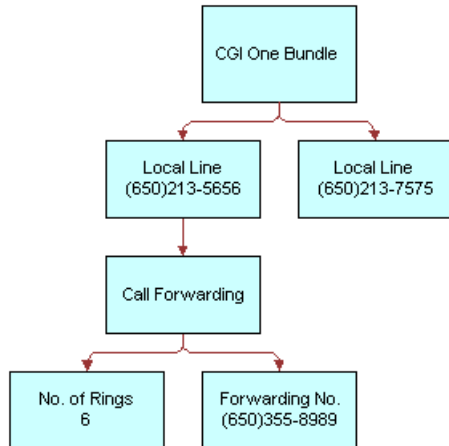 CGI One Bundle
Local Line
(650)213-5656
Local Line
(650)213-7575
Call Forwarding
No. of Rings
6
Forwarding No.
(650)355-8989